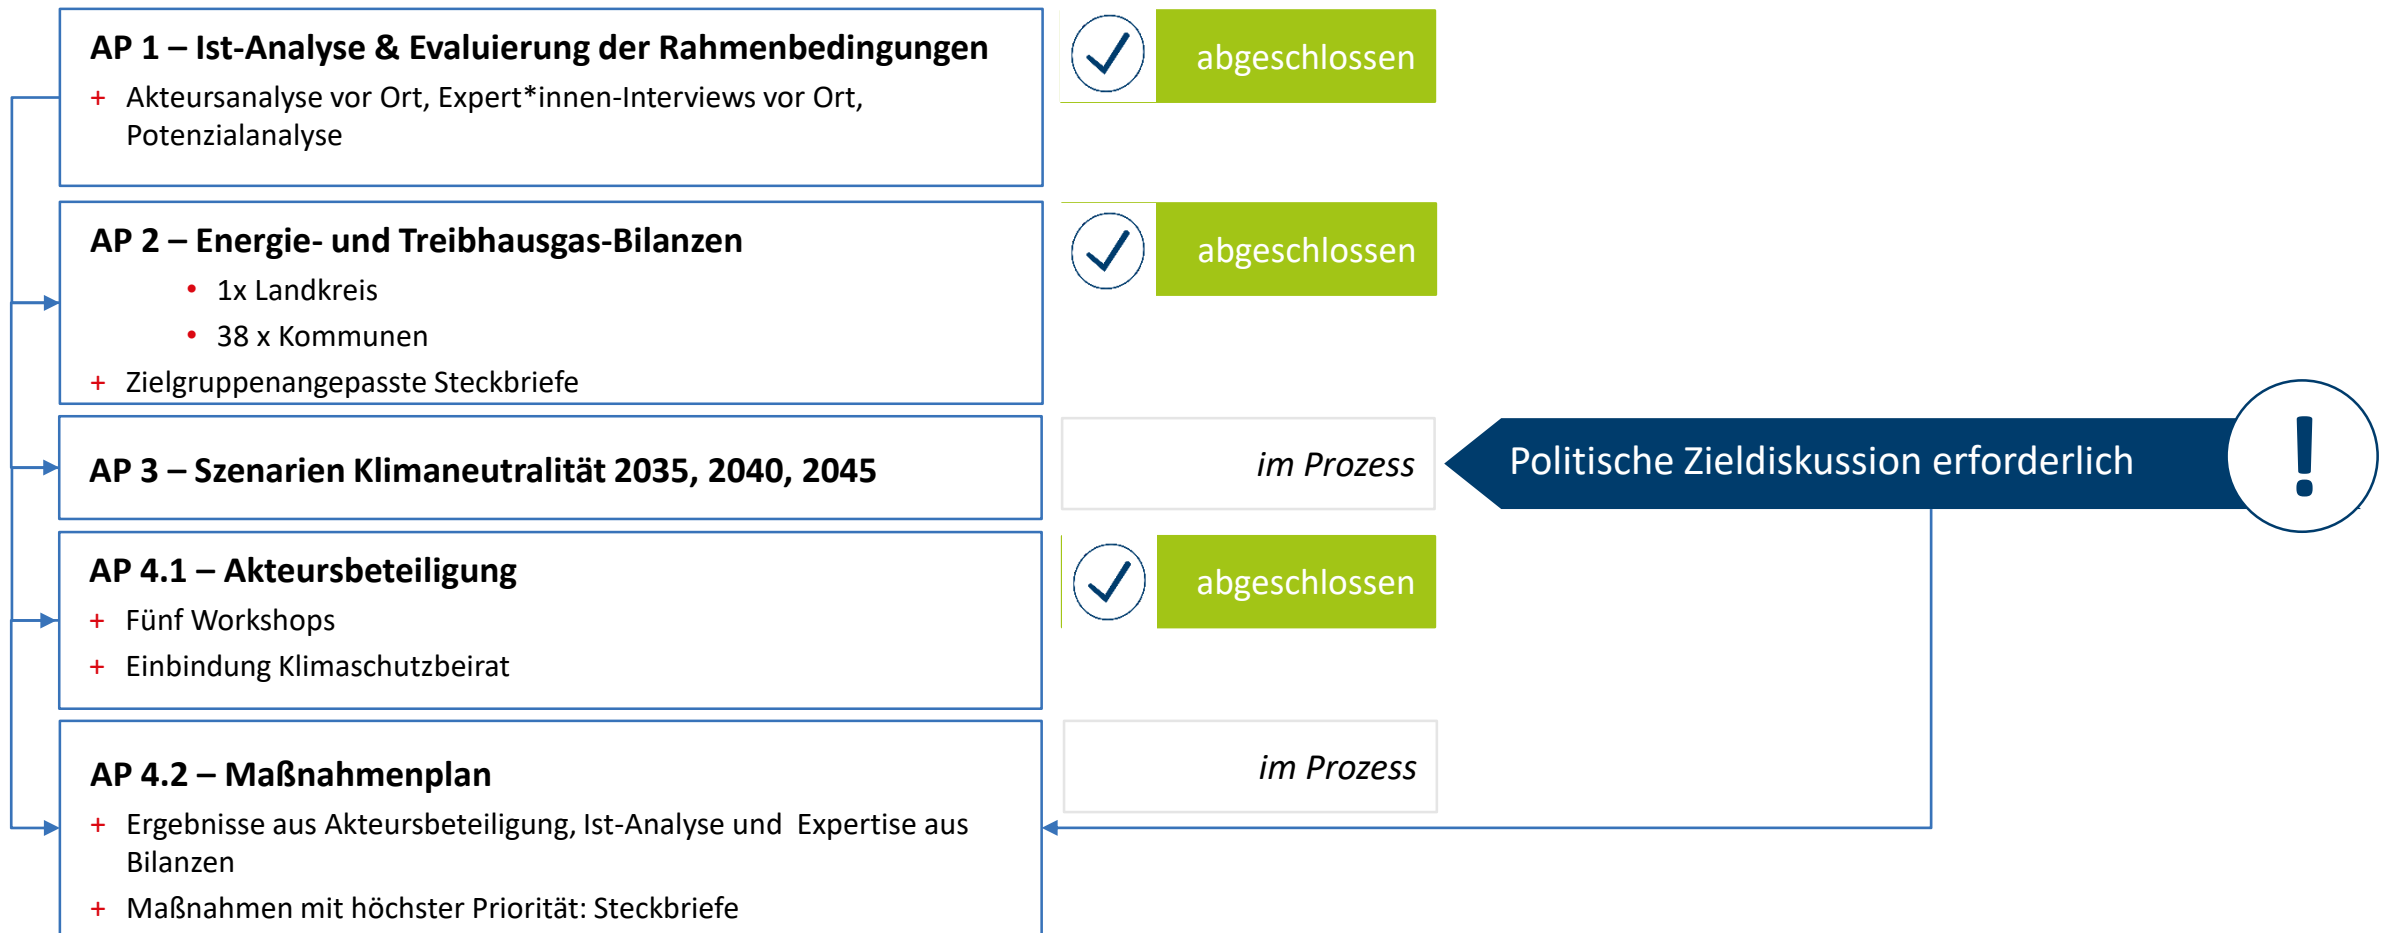 AP 1 – Ist-Analyse & Evaluierung der Rahmenbedingungen
+ Akteursanalyse vor Ort, Expert*innen-Interviews vor Ort,
Potenzialanalyse
abgeschlossen
AP 2 – Energie- und Treibhausgas-Bilanzen
• 1x Landkreis
• 38 x Kommunen
+ Zielgruppenangepasste Steckbriefe
abgeschlossen
AP 3 – Szenarien Klimaneutralität 2035, 2040, 2045
im Prozess
Politische Zieldiskussion erforderlich
!
AP 4.1 – Akteursbeteiligung
+ Fünf Workshops
+ Einbindung Klimaschutzbeirat
abgeschlossen
AP 4.2 – Maßnahmenplan
+ Ergebnisse aus Akteursbeteiligung, Ist-Analyse und Expertise aus
Bilanzen
+ Maßnahmen mit höchster Priorität: Steckbriefe
im Prozess